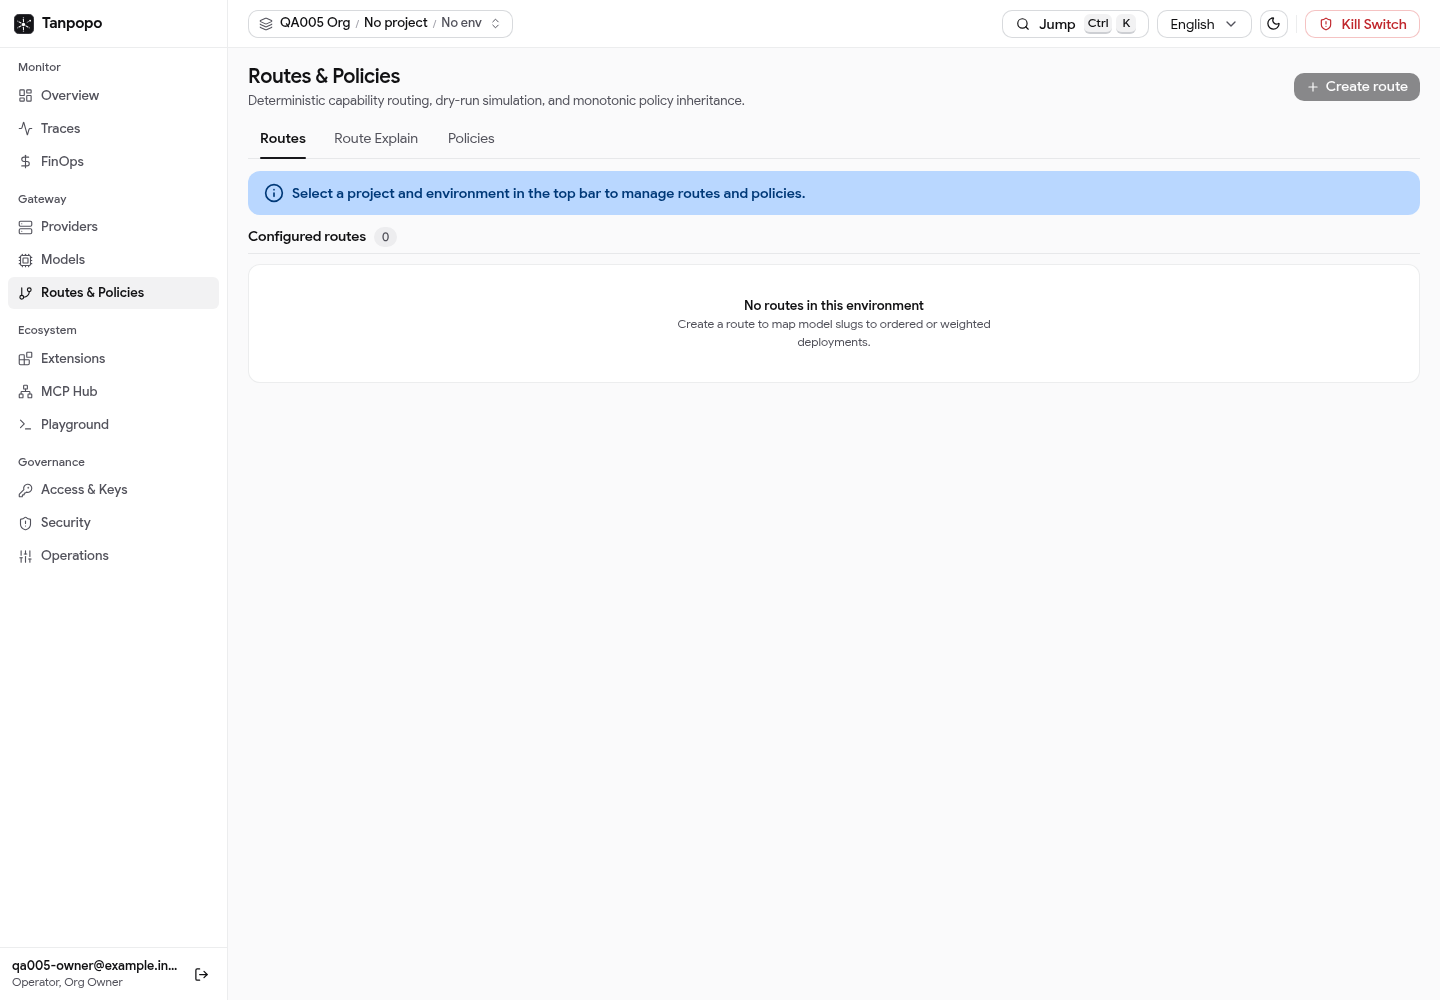 Tanpopo
QA005 Org / No project / No env
Jump Ctrl K
English
Kill Switch
Monitor
Overview
Traces
FinOps
Gateway
Providers
Models
Routes & Policies
Ecosystem
Extensions
MCP Hub
Playground
Governance
Access & Keys
Security
Operations
qa005-owner@example.in...
Operator, Org Owner
Routes & Policies
Deterministic capability routing, dry-run simulation, and monotonic policy inheritance.
+ Create route
Routes Route Explain Policies
Select a project and environment in the top bar to manage routes and policies.
Configured routes 0
No routes in this environment
Create a route to map model slugs to ordered or weighted
deployments.